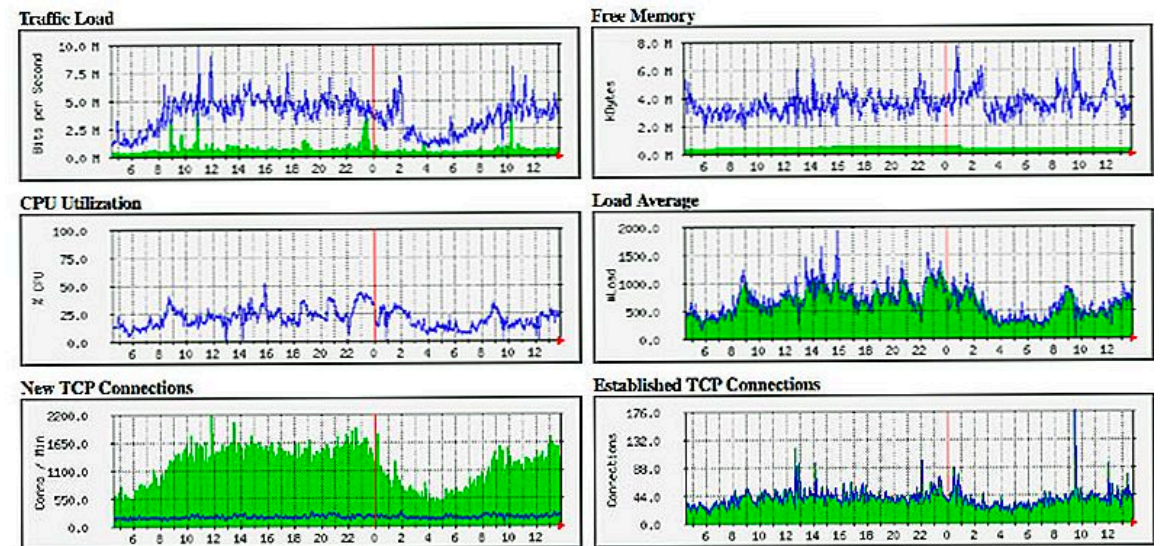 Traffic Load
Bits per Second
10.0 M
7.5 M
5.0 M
2.5 M
0.0 M
6 8 10 12 14 16 18 20 22 0 2 4 6 8 10 12
Free Memory
KBytes
8.0 M
6.0 M
4.0 M
2.0 M
0.0 M
6 8 10 12 14 16 18 20 22 0 2 4 6 8 10 12
CPU Utilization
% CPU
100.0
75.0
50.0
25.0
0.0
6 8 10 12 14 16 18 20 22 0 2 4 6 8 10 12
Load Average
mLoad
2000.0
1500.0
1000.0
500.0
0.0
6 8 10 12 14 16 18 20 22 0 2 4 6 8 10 12
New TCP Connections
Conns / Min
2200.0
1650.0
1100.0
550.0
0.0
6 8 10 12 14 16 18 20 22 0 2 4 6 8 10 12
Established TCP Connections
Connections
176.0
132.0
88.0
44.0
0.0
6 8 10 12 14 16 18 20 22 0 2 4 6 8 10 12